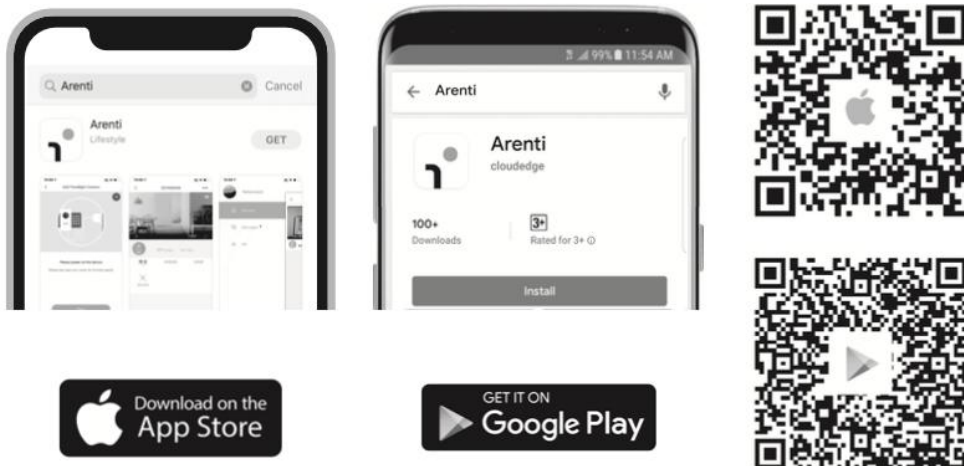 Arenti
Cancel
Arenti
Lifestyle
GET
99% 11:54 AM
Arenti
Arenti
cloudedge
100+
Downloads
3+
Rated for 3+
Install
Download on the
App Store
GET IT ON
Google Play